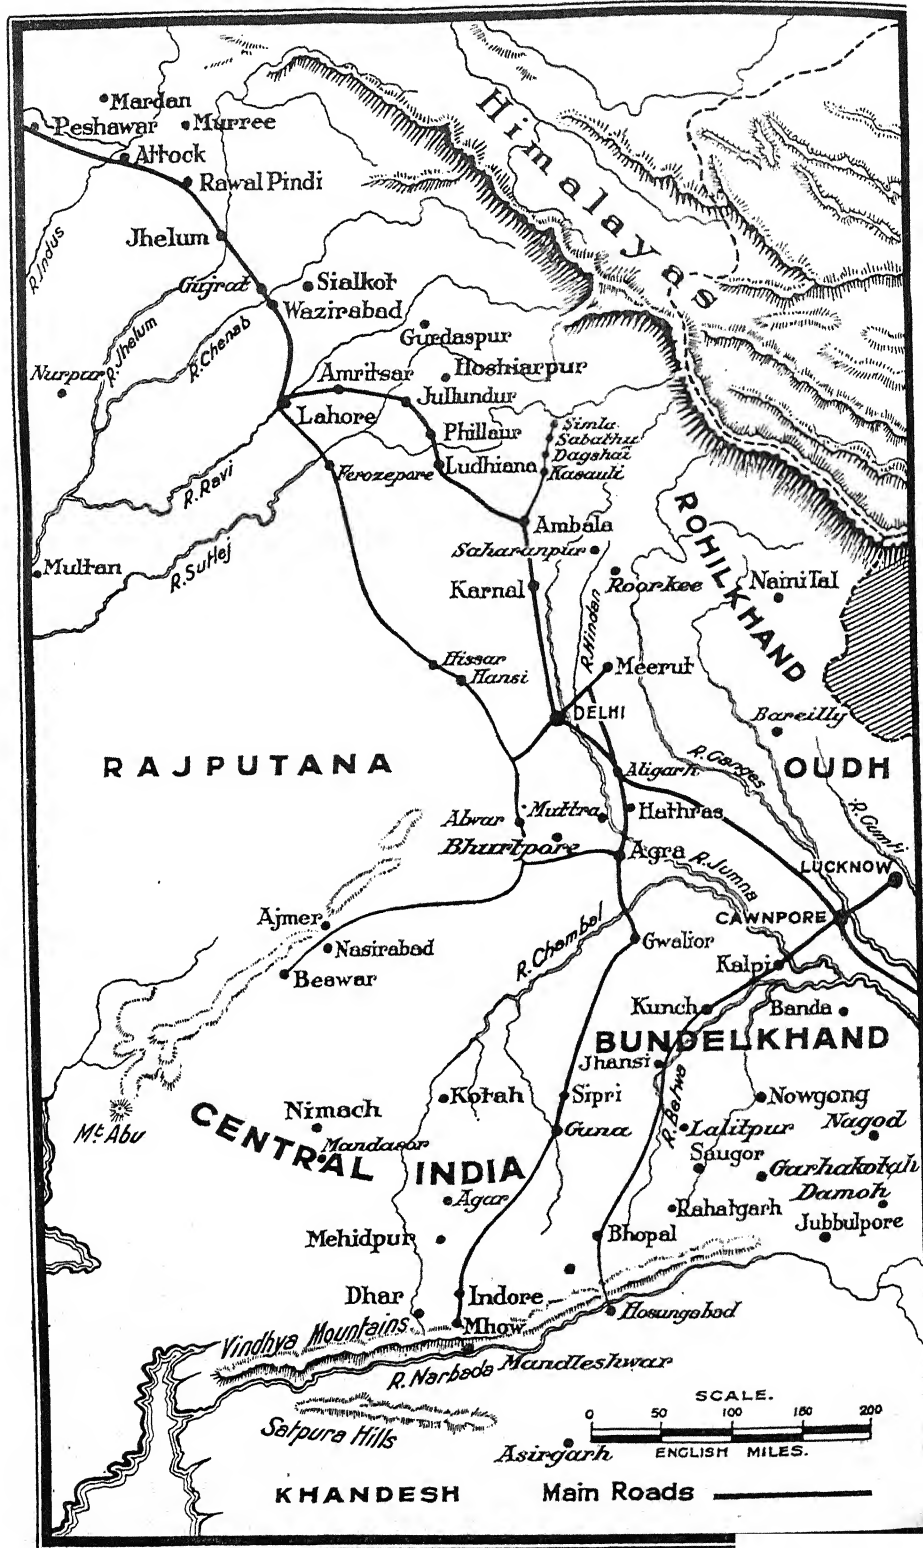 Himalayas
Mardan
Peshawar
Murree
Attock
Rawal Pindi
Jhelum
R. Indus
Gujrat
Sialkot
Wazirabad
R. Jhelum
R. Chenab
Gurdaspur
Nurpur
Amritsar
Hoshiarpur
Jullundur
Lahore
Phillaur
Simla
Sabathu
Dagshai
Kasauli
Ferozepore
Ludhiana
R. Ravi
Ambala
Saharanpur
R. Sutlej
Multan
Karnal
Roorkee
ROHILKHAND
Naini Tal
R. Hindan
Hissar
Hansi
Meerut
DELHI
Bareilly
RAJPUTANA
Aligarh
R. Ganges
OUDH
R. Gumti
Alwar
Muttra
Hathras
Bhurtpore
Agra
R. Jumna
LUCKNOW
Ajmer
CAWNPORE
Nasirabad
R. Chambal
Gwalior
Beawar
Kalpi
Kunch
Banda
BUNDELKHAND
Jhansi
Kotah
Sipri
R. Betwa
Nowgong
Mt. Abu
Nimach
CENTRAL INDIA
Mandasor
Guna
Lalitpur
Nagod
Saugor
Garhakotah
Agar
Damoh
Rahatgarh
Mehidpur
Bhopal
Jubbulpore
Dhar
Indore
Hosungabad
Mhow
Vindhya Mountains
R. Narbada
Mandleshwar
Satpura Hills
SCALE.
0 50 100 150 200
ENGLISH MILES.
Asirgarh
KHANDESH
Main Roads